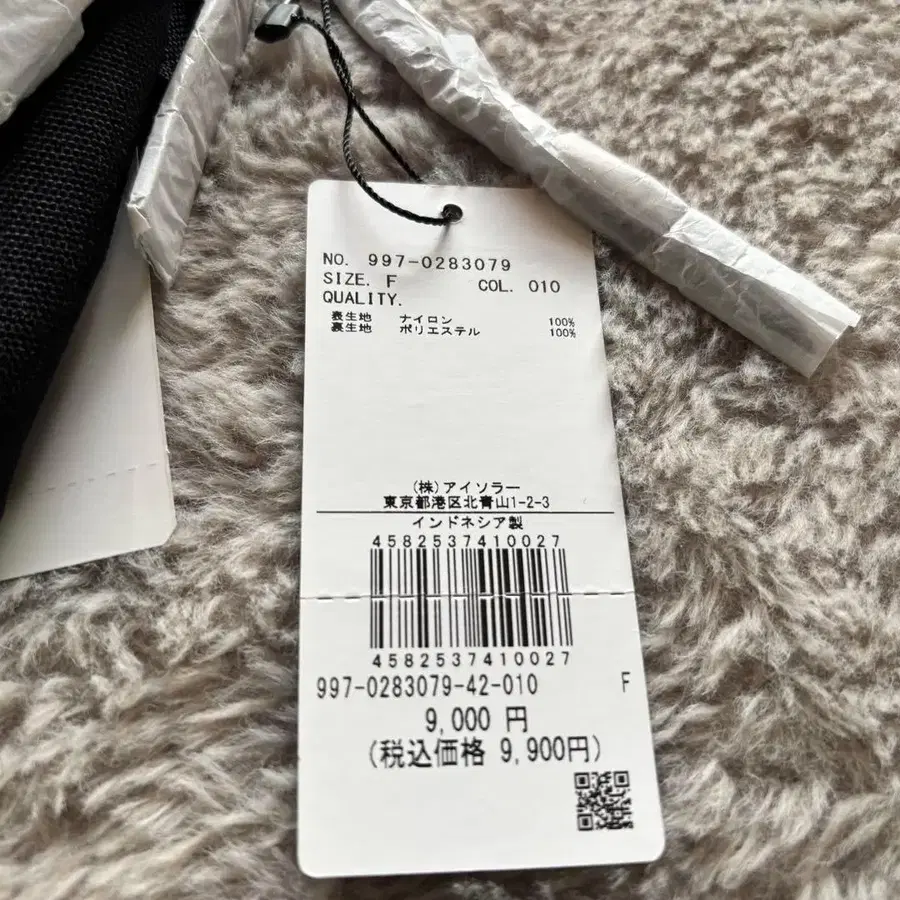 NO. 997-0283079
SIZE. F COL. 010
QUALITY.
表生地 ナイロン 100%
裏生地 ポリエステル 100%
(株)アイソラー
東京都港区北青山1-2-3
インドネシア製
4582537410027
4582537410027
997-0283079-42-010 F
9,000 円
(税込価格 9,900円)